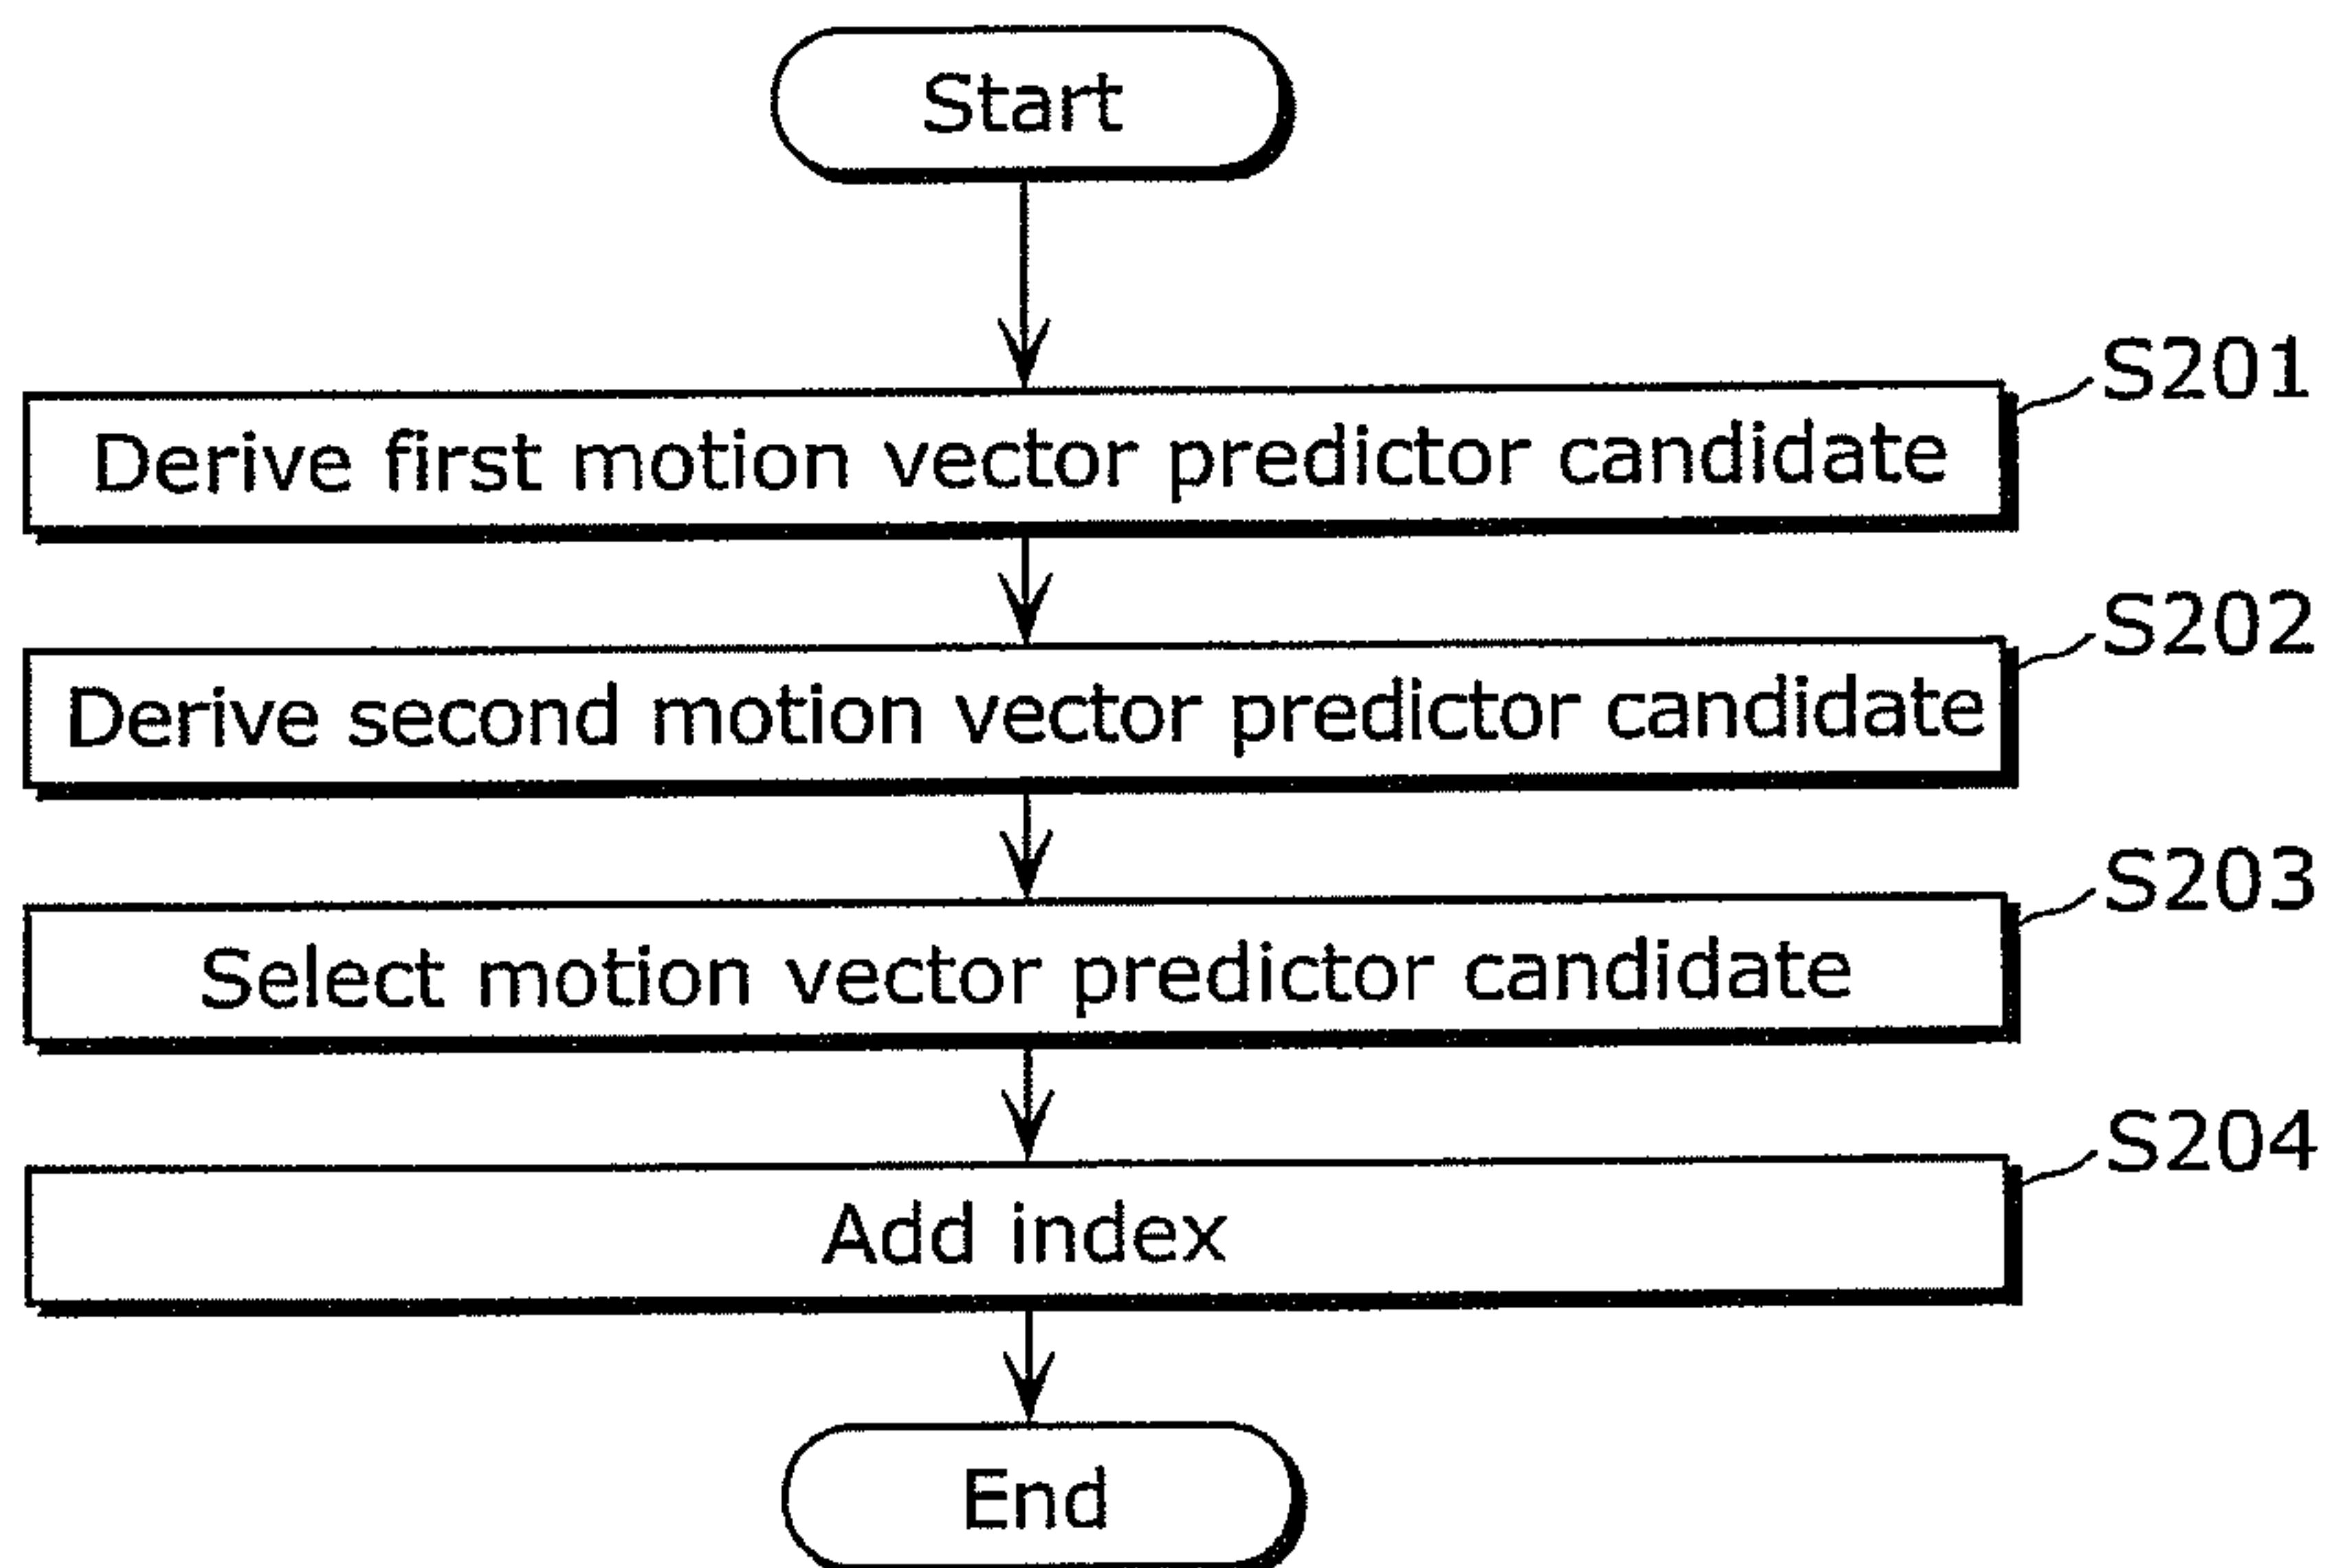 Start
S201
Derive first motion vector predictor candidate
S202
Derive second motion vector predictor candidate
S203
Select motion vector predictor candidate
S204
Add index
End